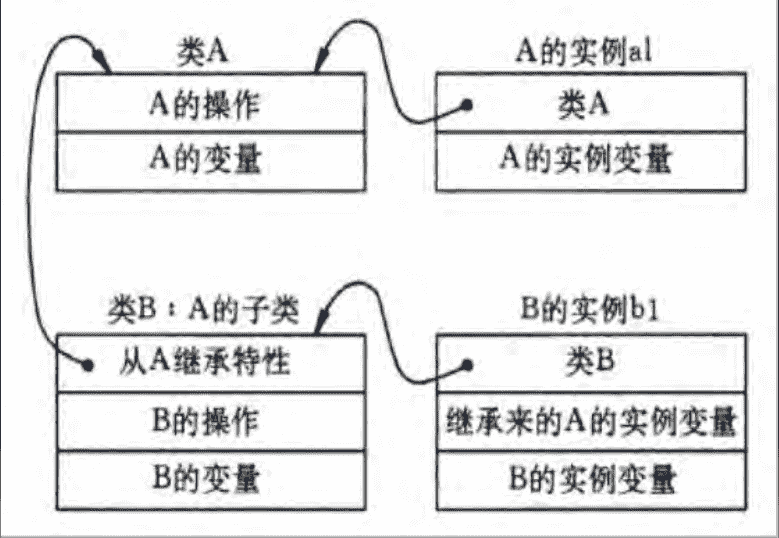 类A
A的操作
A的变量
A的实例a1
类A
A的实例变量
类B：A的子类
从A继承特性
B的操作
B的变量
B的实例b1
类B
继承来的A的实例变量
B的实例变量